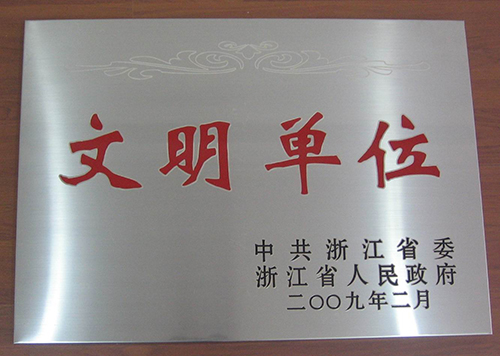 文明单位
中共浙江省委
浙江省人民政府
二〇〇九年二月